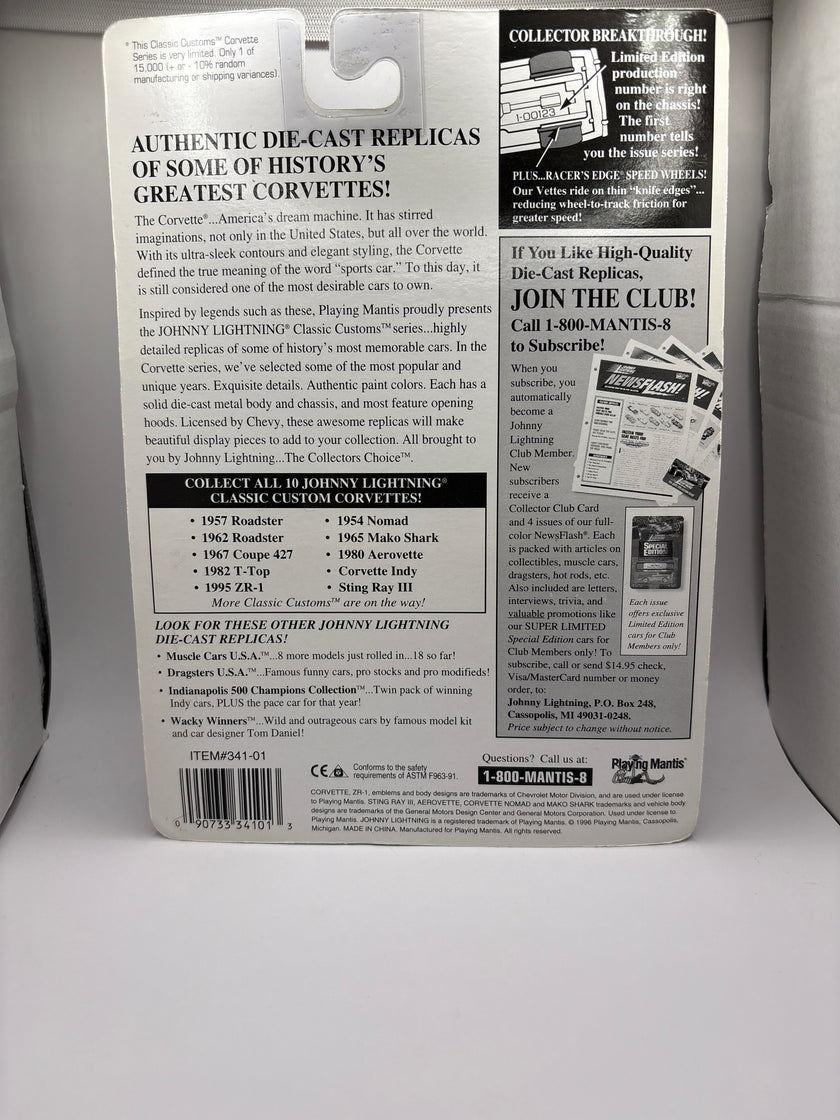 * This Classic Customs™ Corvette
Series is very limited. Only 1 of
15,000 (+ or - 10% random
manufacturing or shipping variances).
AUTHENTIC DIE-CAST REPLICAS
OF SOME OF HISTORY'S
GREATEST CORVETTES!
The Corvette®...America's dream machine. It has stirred
imaginations, not only in the United States, but all over the world.
With its ultra-sleek contours and elegant styling, the Corvette
defined the true meaning of the word "sports car." To this day, it
is still considered one of the most desirable cars to own.
Inspired by legends such as these, Playing Mantis proudly presents
the JOHNNY LIGHTNING® Classic Customs™ series...highly
detailed replicas of some of history's most memorable cars. In the
Corvette series, we've selected some of the most popular and
unique years. Exquisite details. Authentic paint colors. Each has a
solid die-cast metal body and chassis, and most feature opening
hoods. Licensed by Chevy, these awesome replicas will make
beautiful display pieces to add to your collection. All brought to
you by Johnny Lightning...The Collectors Choice™.
COLLECT ALL 10 JOHNNY LIGHTNING®
CLASSIC CUSTOM CORVETTES!
• 1957 Roadster
• 1962 Roadster
• 1967 Coupe 427
• 1982 T-Top
• 1995 ZR-1
• 1954 Nomad
• 1965 Mako Shark
• 1980 Aerovette
• Corvette Indy
• Sting Ray III
More Classic Customs™ are on the way!
LOOK FOR THESE OTHER JOHNNY LIGHTNING
DIE-CAST REPLICAS!
• Muscle Cars U.S.A.™...8 more models just rolled in...18 so far!
• Dragsters U.S.A.™...Famous funny cars, pro stocks and pro modifieds!
• Indianapolis 500 Champions Collection™...Twin pack of winning
Indy cars, PLUS the pace car for that year!
• Wacky Winners™...Wild and outrageous cars by famous model kit
and car designer Tom Daniel!
ITEM#341-01
0 90733 34101 3
CE
Conforms to the safety
requirements of ASTM F963-91.
COLLECTOR BREAKTHROUGH!
Limited Edition
production
number is right
on the chassis!
The first
number tells
you the issue series!
1-00123
PLUS...RACER'S EDGE® SPEED WHEELS!
Our Vettes ride on thin "knife edges"...
reducing wheel-to-track friction for
greater speed!
If You Like High-Quality
Die-Cast Replicas,
JOIN THE CLUB!
Call 1-800-MANTIS-8
to Subscribe!
When you
subscribe, you
automatically
become a
Johnny
Lightning
Club Member.
New
subscribers
receive a
Collector Club Card
and 4 issues of our full-
color NewsFlash®. Each
is packed with articles on
collectibles, muscle cars,
dragsters, hot rods, etc.
Also included are letters,
interviews, trivia, and
valuable promotions like
our SUPER LIMITED
Special Edition cars for
Club Members only! To
subscribe, call or send $14.95 check,
Visa/MasterCard number or money
order, to:
Johnny Lightning, P.O. Box 248,
Cassopolis, MI 49031-0248.
Price subject to change without notice.
NEWSFLASH!
SPECIAL
EDITION
Each issue
offers exclusive
Limited Edition
cars for Club
Members only!
Questions? Call us at:
1-800-MANTIS-8
Playing Mantis®
CORVETTE, ZR-1, emblems and body designs are trademarks of Chevrolet Motor Division, and are used under license
to Playing Mantis. STING RAY III, AEROVETTE, CORVETTE NOMAD and MAKO SHARK trademarks and vehicle body
designs are trademarks of the General Motors Design Center and General Motors Corporation. Used under license to
Playing Mantis. JOHNNY LIGHTNING is a registered trademark of Playing Mantis. © 1996 Playing Mantis, Cassopolis,
Michigan. MADE IN CHINA. Manufactured for Playing Mantis. All rights reserved.